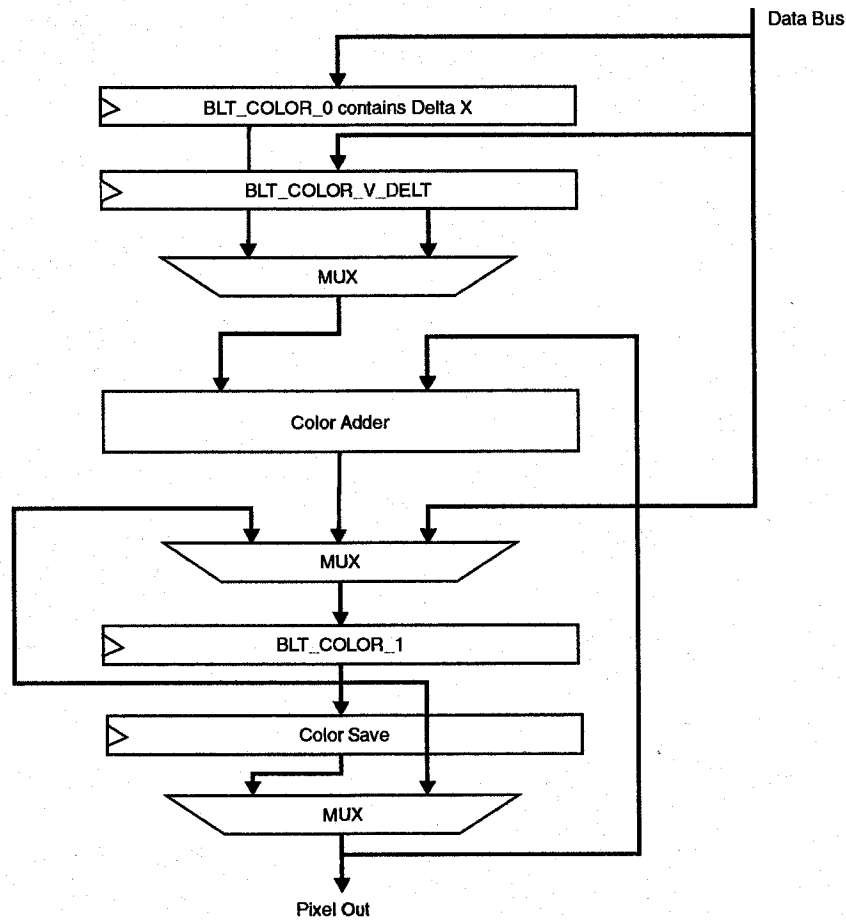 Data Bus
BLT_COLOR_0 contains Delta X
BLT_COLOR_V_DELT
MUX
Color Adder
MUX
BLT_COLOR_1
Color Save
MUX
Pixel Out